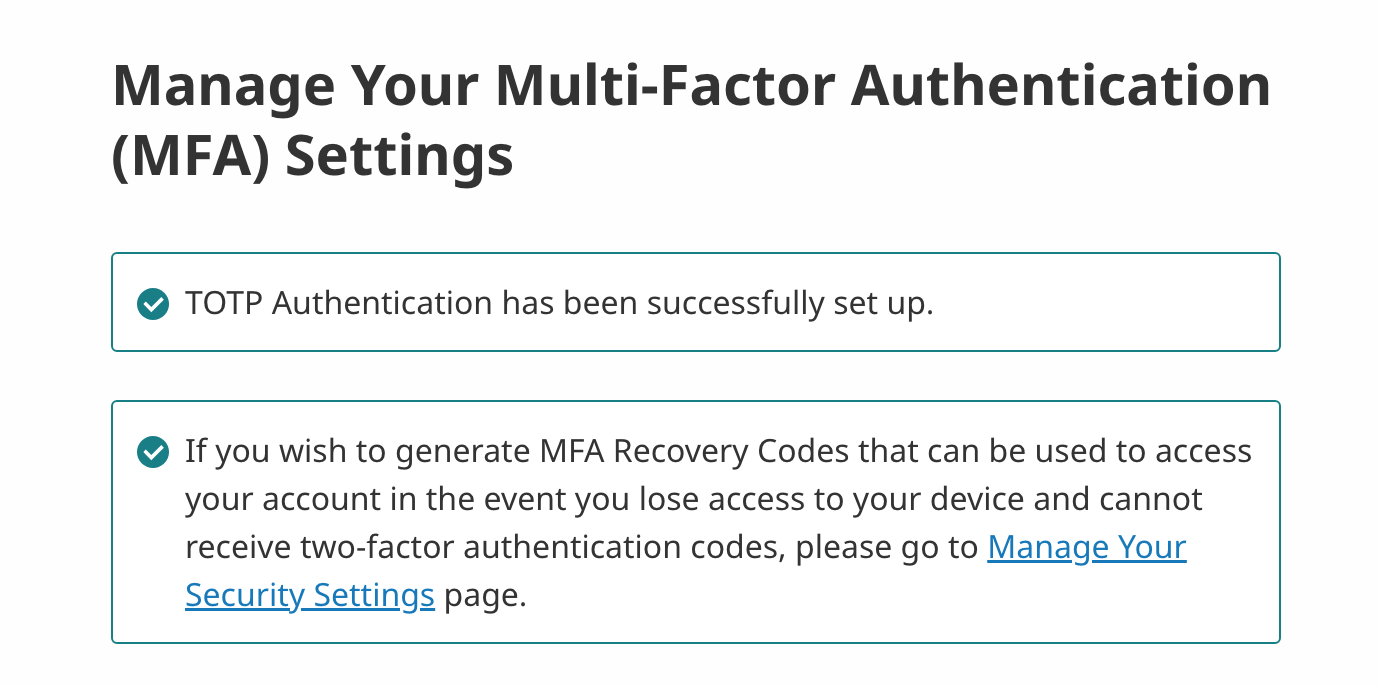 Manage Your Multi-Factor Authentication
(MFA) Settings
TOTP Authentication has been successfully set up.
If you wish to generate MFA Recovery Codes that can be used to access
your account in the event you lose access to your device and cannot
receive two-factor authentication codes, please go to Manage Your
Security Settings page.